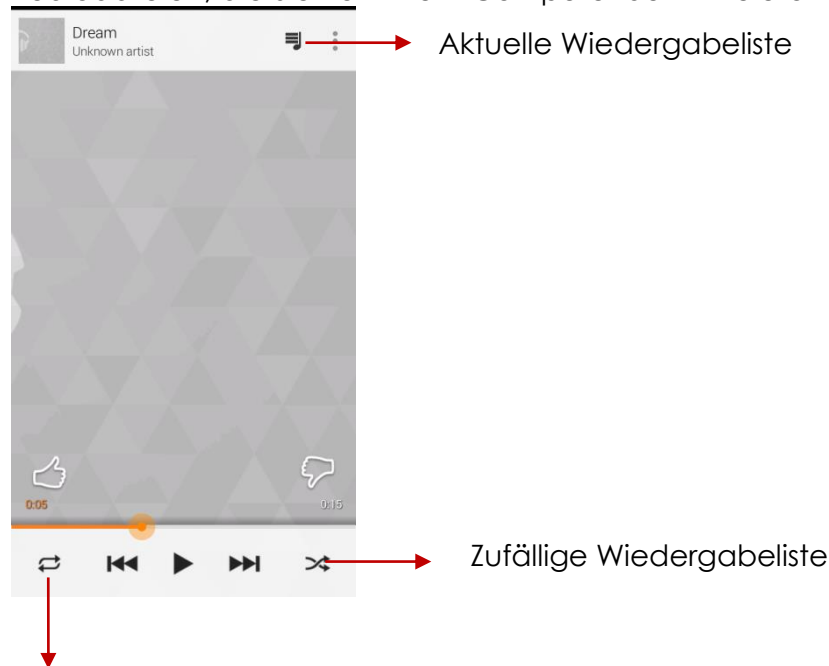 Dream
Unknown artist
Aktuelle Wiedergabeliste
0:05
0:15
Zufällige Wiedergabeliste